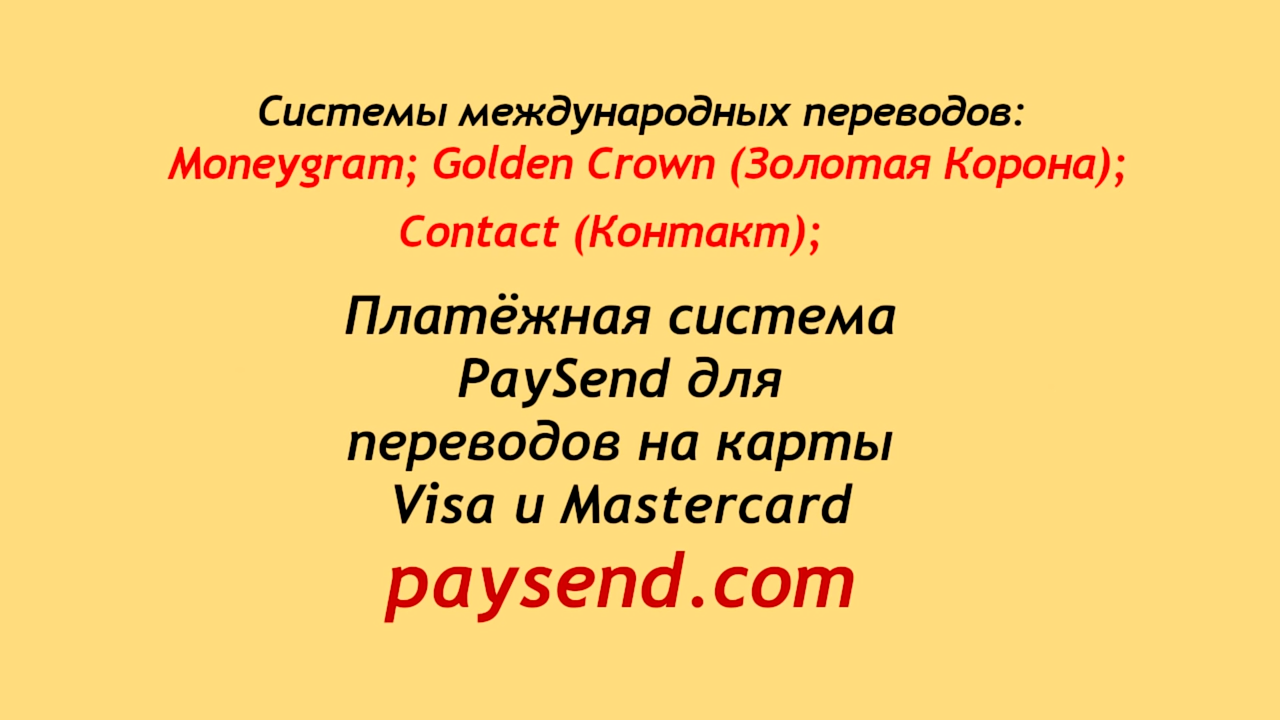 Системы международных переводов:
Moneygram; Golden Crown (Золотая Корона);
Contact (Контакт);
Платёжная система
PaySend для
переводов на карты
Visa и Mastercard
paysend.com